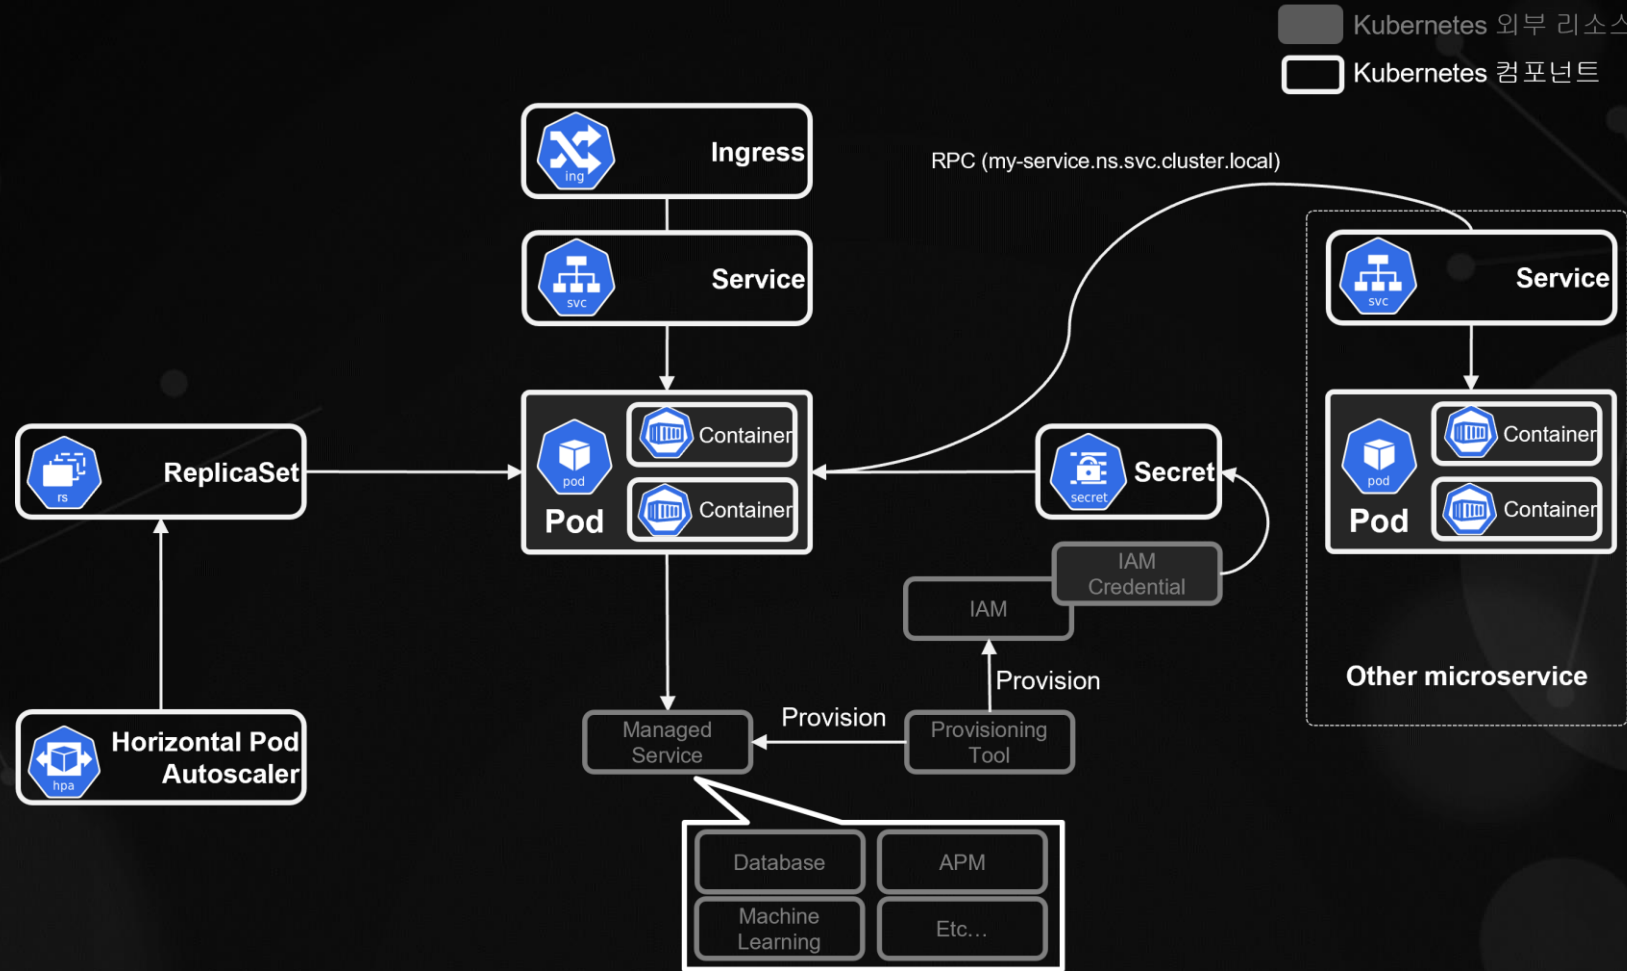 Kubernetes 외부 리소스
Kubernetes 컴포넌트
ing
Ingress
RPC (my-service.ns.svc.cluster.local)
svc
Service
svc
Service
rs
ReplicaSet
pod
Pod
Container
Container
secret
Secret
pod
Pod
Container
Container
IAM
Credential
IAM
Provision
Other microservice
hpa
Horizontal Pod
Autoscaler
Managed
Service
Provision
Provisioning
Tool
Database
APM
Machine
Learning
Etc...